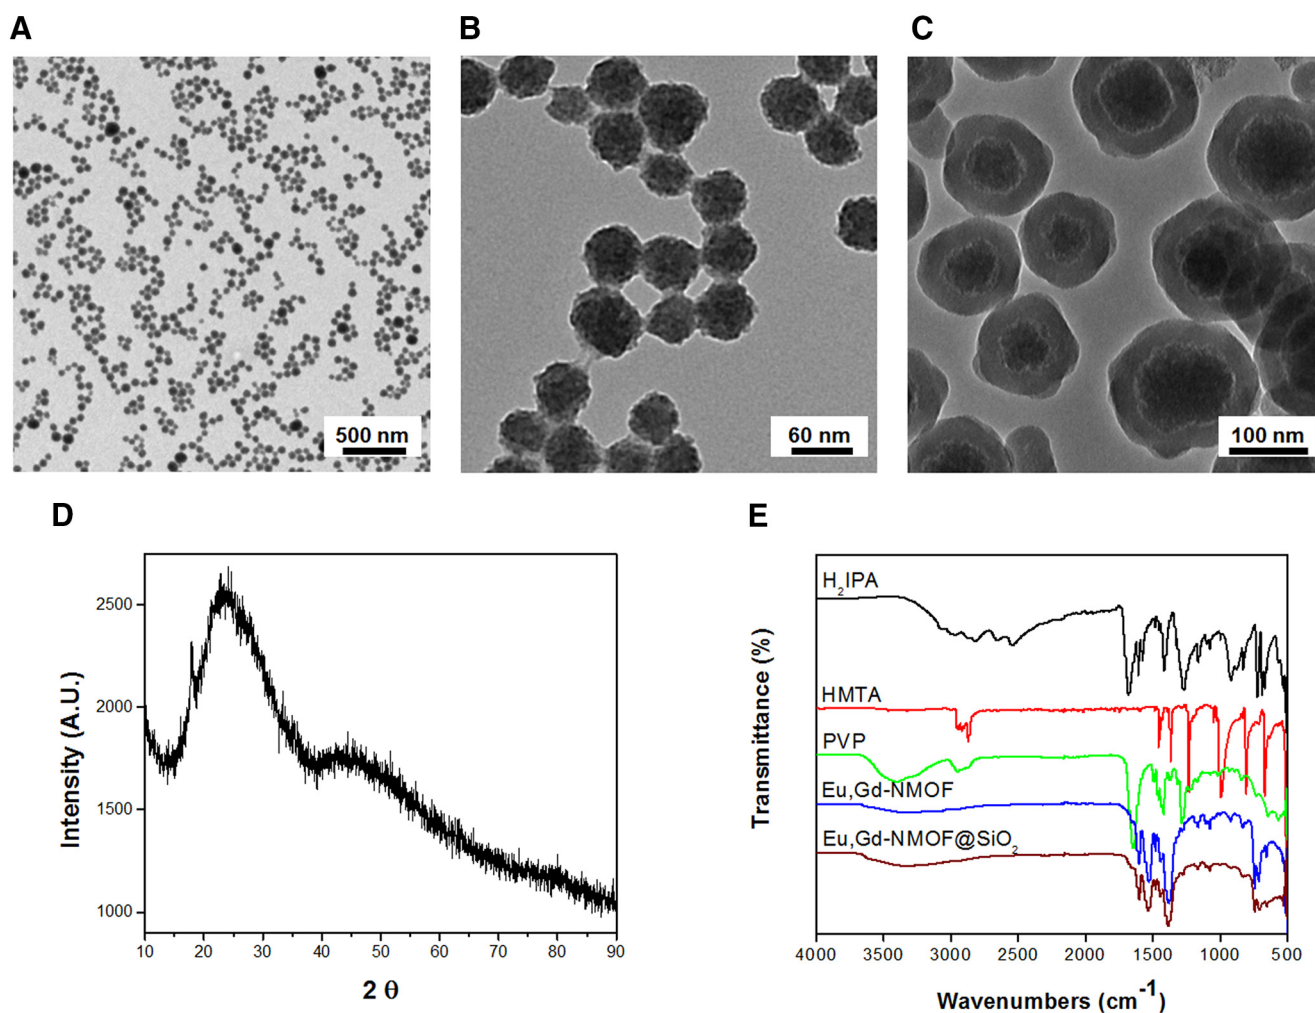 A
B
C
500 nm
60 nm
100 nm
D
E
Intensity (A.U.)
2500
2000
1500
1000
10 20 30 40 50 60 70 80 90
2 θ
Transmittance (%)
H₂IPA
HMTA
PVP
Eu,Gd-NMOF
Eu,Gd-NMOF@SiO₂
4000 3500 3000 2500 2000 1500 1000 500
Wavenumbers (cm⁻¹)